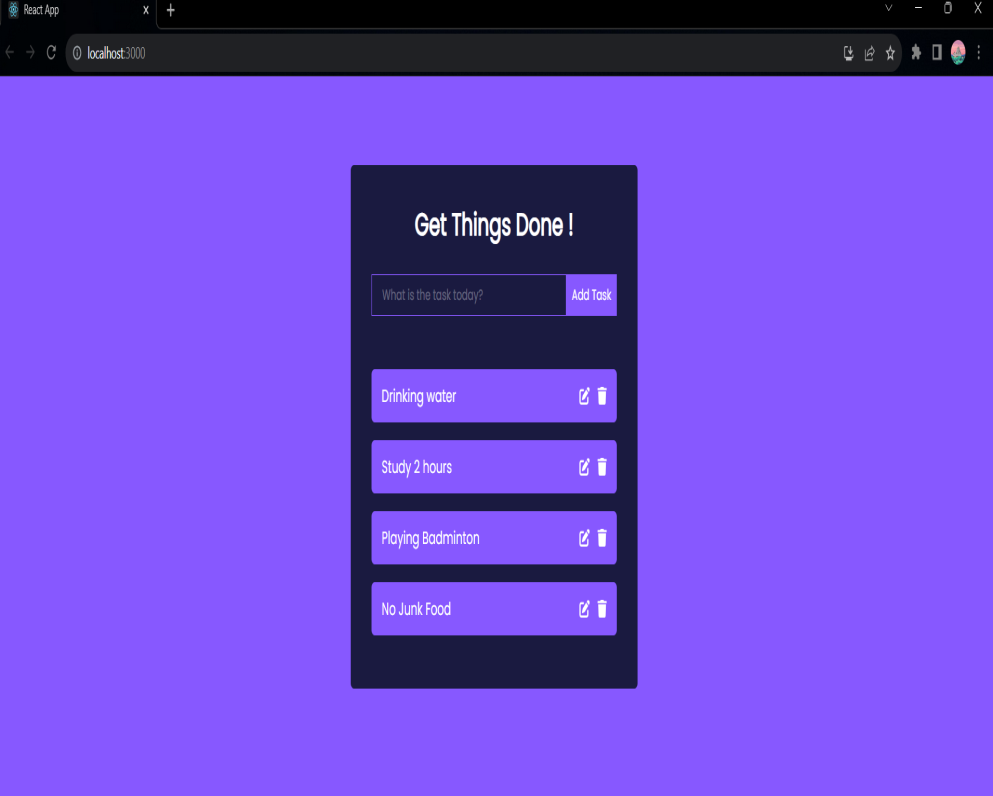 React App
localhost:3000
Get Things Done !
What is the task today?
Add Task
Drinking water
Study 2 hours
Playing Badminton
No Junk Food